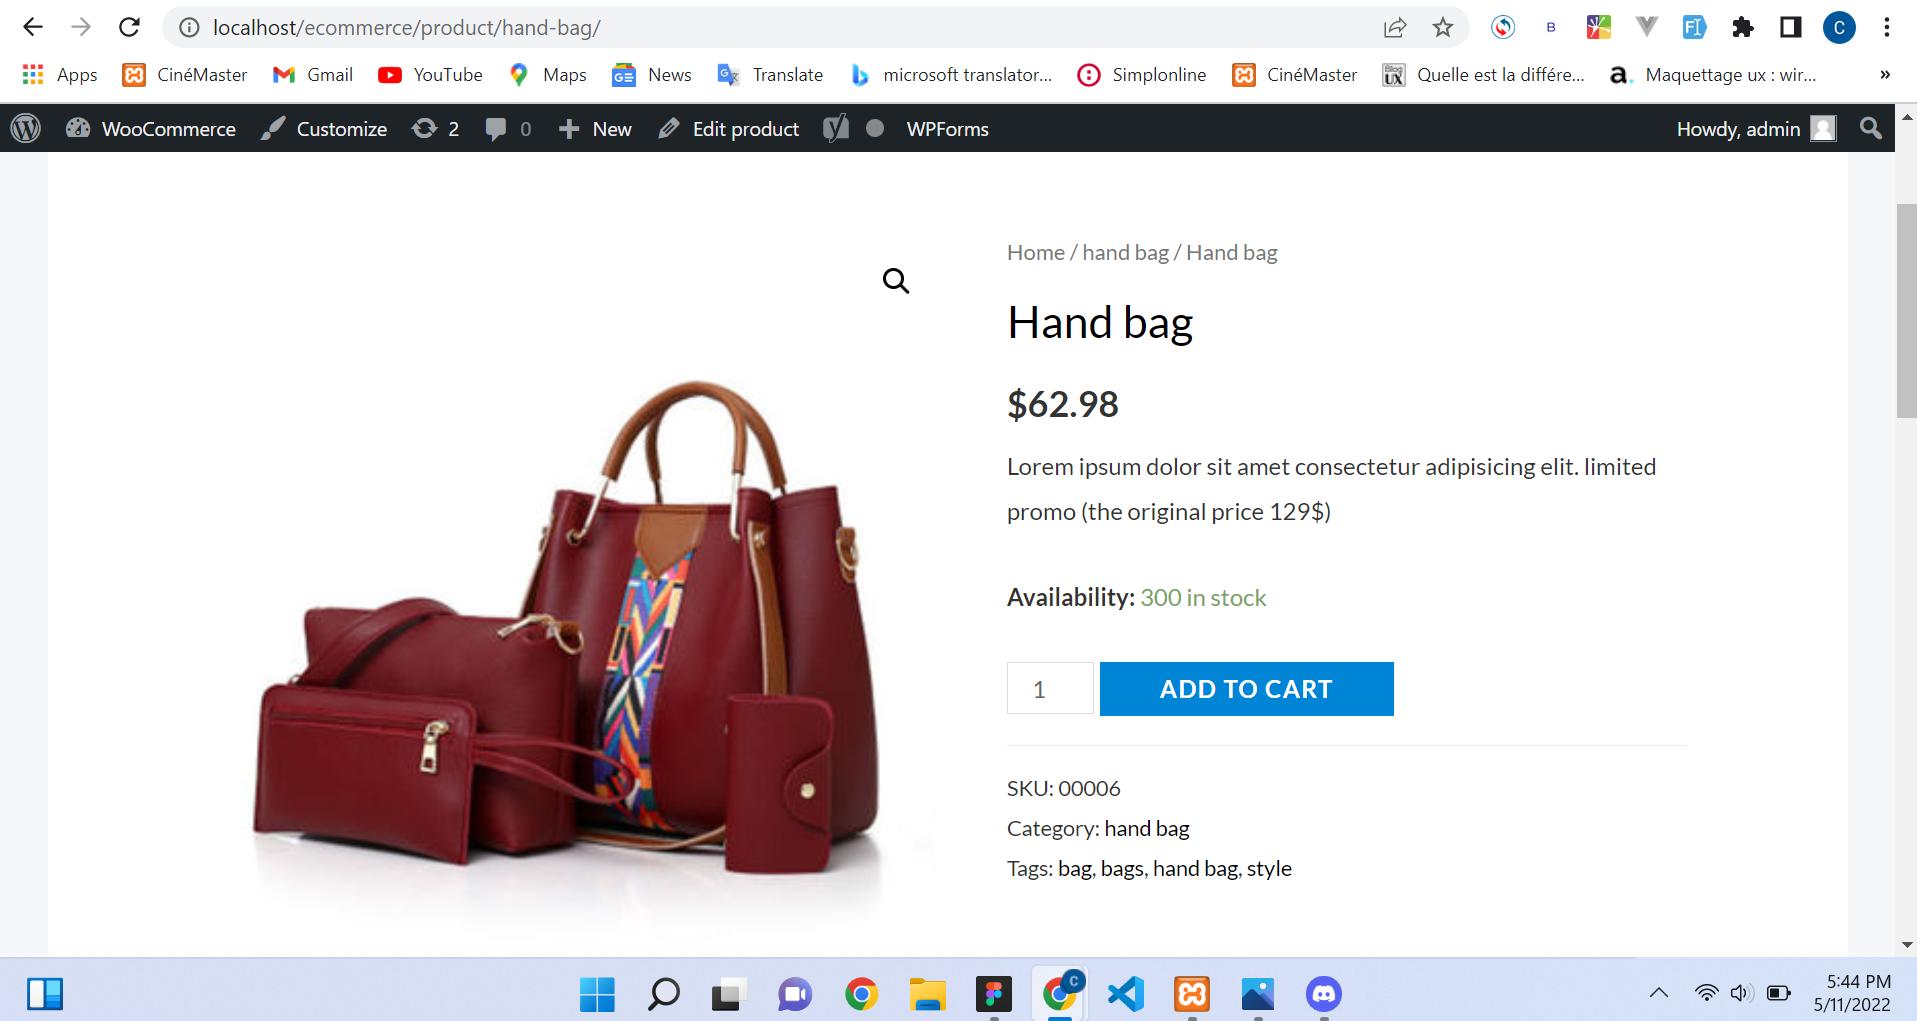 localhost/ecommerce/product/hand-bag/
B
C
Apps CinéMaster Gmail YouTube Maps News Translate microsoft translator... Simplonline CinéMaster Quelle est la différe... Maquettage ux : wir... »
WooCommerce Customize 2 0 New Edit product WPForms Howdy, admin
Home / hand bag / Hand bag
Hand bag
$62.98
Lorem ipsum dolor sit amet consectetur adipisicing elit. limited
promo (the original price 129$)
Availability: 300 in stock
1 ADD TO CART
SKU: 00006
Category: hand bag
Tags: bag, bags, hand bag, style
C
5:44 PM
5/11/2022